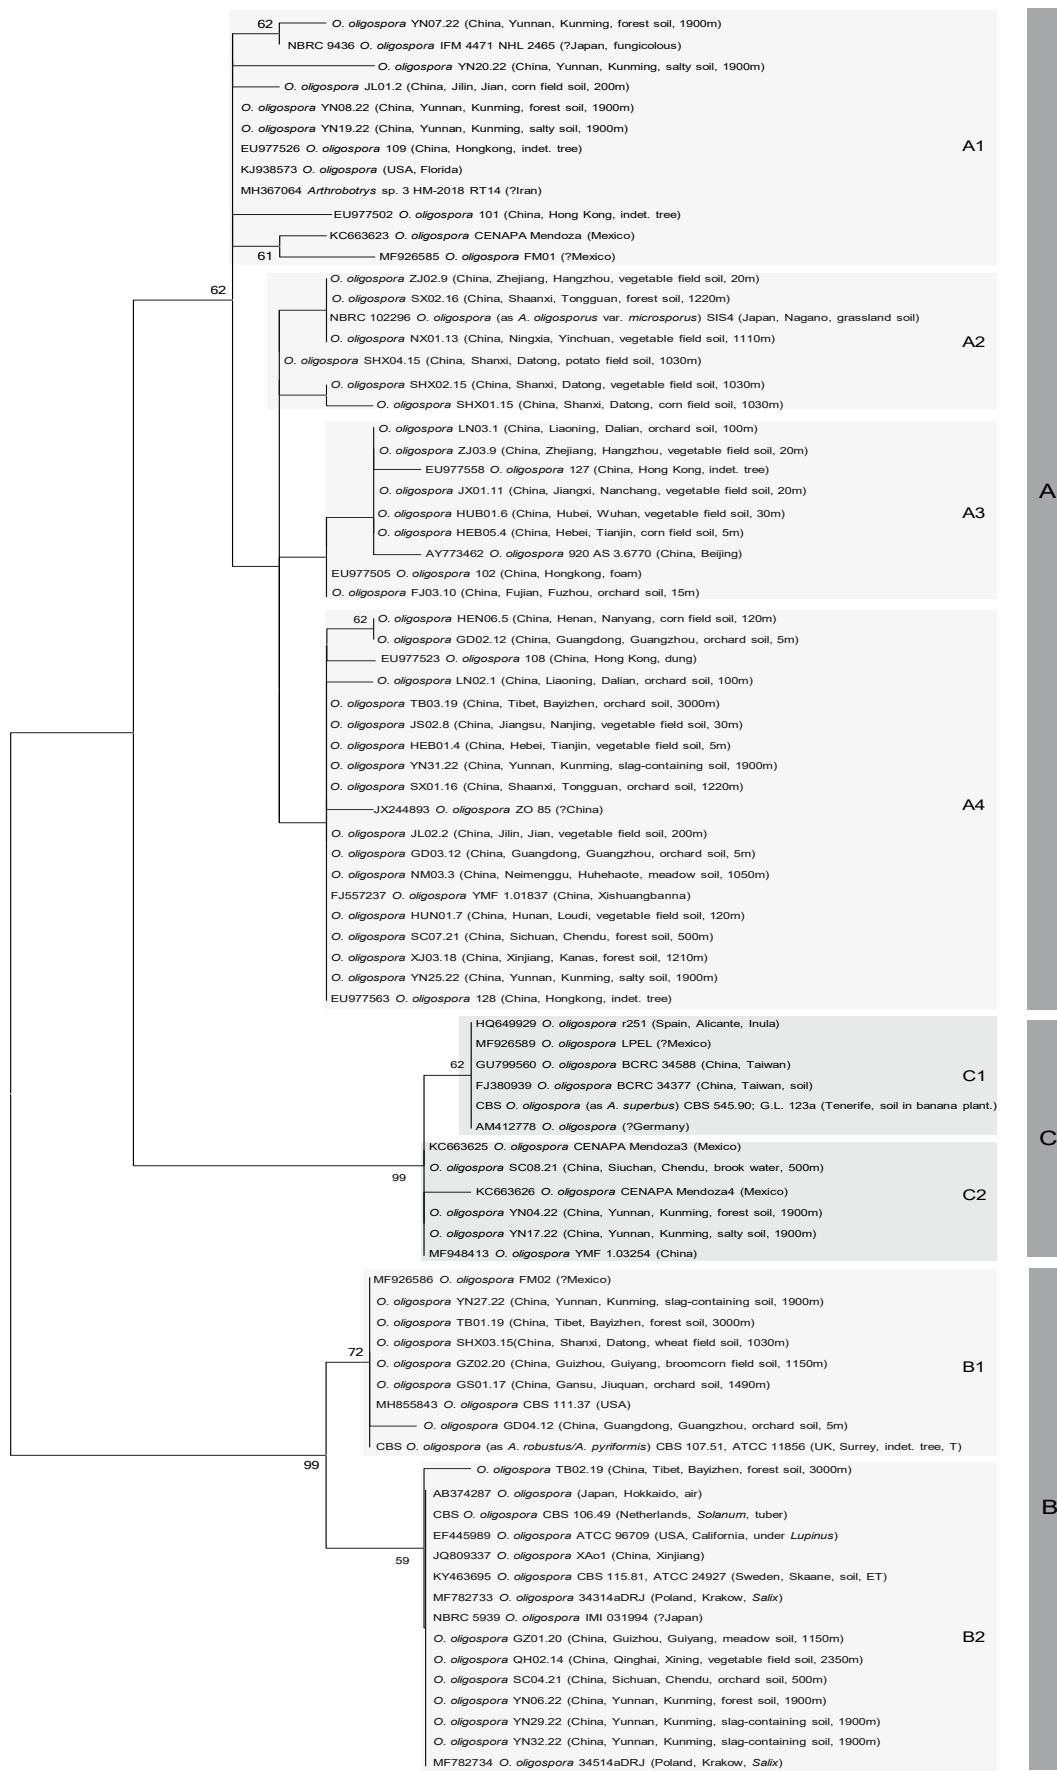 62
O. oligospora YN07.22 (China, Yunnan, Kunming, forest soil, 1900m)
NBRC 9436 O. oligospora IFM 4471 NHL 2465 (?Japan, fungicolous)
O. oligospora YN20.22 (China, Yunnan, Kunming, salty soil, 1900m)
O. oligospora JL01.2 (China, Jilin, Jian, corn field soil, 200m)
O. oligospora YN08.22 (China, Yunnan, Kunming, forest soil, 1900m)
O. oligospora YN19.22 (China, Yunnan, Kunming, salty soil, 1900m)
EU977526 O. oligospora 109 (China, Hongkong, indet. tree)
A1
KJ938573 O. oligospora (USA, Florida)
MH367064 Arthrobotrys sp. 3 HM-2018 RT14 (?Iran)
EU977502 O. oligospora 101 (China, Hong Kong, indet. tree)
KC663623 O. oligospora CENAPA Mendoza (Mexico)
61
MF926585 O. oligospora FM01 (?Mexico)
62
O. oligospora ZJ02.9 (China, Zhejiang, Hangzhou, vegetable field soil, 20m)
O. oligospora SX02.16 (China, Shaanxi, Tongguan, forest soil, 1220m)
NBRC 102296 O. oligospora (as A. oligosporus var. microsporus) SIS4 (Japan, Nagano, grassland soil)
O. oligospora NX01.13 (China, Ningxia, Yinchuan, vegetable field soil, 1110m)
A2
O. oligospora SHX04.15 (China, Shanxi, Datong, potato field soil, 1030m)
O. oligospora SHX02.15 (China, Shanxi, Datong, vegetable field soil, 1030m)
O. oligospora SHX01.15 (China, Shanxi, Datong, corn field soil, 1030m)
O. oligospora LN03.1 (China, Liaoning, Dalian, orchard soil, 100m)
O. oligospora ZJ03.9 (China, Zhejiang, Hangzhou, vegetable field soil, 20m)
EU977558 O. oligospora 127 (China, Hong Kong, indet. tree)
O. oligospora JX01.11 (China, Jiangxi, Nanchang, vegetable field soil, 20m)
A
O. oligospora HUB01.6 (China, Hubei, Wuhan, vegetable field soil, 30m)
A3
O. oligospora HEB05.4 (China, Hebei, Tianjin, corn field soil, 5m)
AY773462 O. oligospora 920 AS 3.6770 (China, Beijing)
EU977505 O. oligospora 102 (China, Hongkong, foam)
O. oligospora FJ03.10 (China, Fujian, Fuzhou, orchard soil, 15m)
62
O. oligospora HEN06.5 (China, Henan, Nanyang, corn field soil, 120m)
O. oligospora GD02.12 (China, Guangdong, Guangzhou, orchard soil, 5m)
EU977523 O. oligospora 108 (China, Hong Kong, dung)
O. oligospora LN02.1 (China, Liaoning, Dalian, orchard soil, 100m)
O. oligospora TB03.19 (China, Tibet, Bayizhen, orchard soil, 3000m)
O. oligospora JS02.8 (China, Jiangsu, Nanjing, vegetable field soil, 30m)
O. oligospora HEB01.4 (China, Hebei, Tianjin, vegetable field soil, 5m)
O. oligospora YN31.22 (China, Yunnan, Kunming, slag-containing soil, 1900m)
O. oligospora SX01.16 (China, Shaanxi, Tongguan, orchard soil, 1220m)
A4
JX244893 O. oligospora ZO 85 (?China)
O. oligospora JL02.2 (China, Jilin, Jian, vegetable field soil, 200m)
O. oligospora GD03.12 (China, Guangdong, Guangzhou, orchard soil, 5m)
O. oligospora NM03.3 (China, Neimenggu, Huhehaote, meadow soil, 1050m)
FJ557237 O. oligospora YMF 1.01837 (China, Xishuangbanna)
O. oligospora HUN01.7 (China, Hunan, Loudi, vegetable field soil, 120m)
O. oligospora SC07.21 (China, Sichuan, Chendu, forest soil, 500m)
O. oligospora XJ03.18 (China, Xinjiang, Kanas, forest soil, 1210m)
O. oligospora YN25.22 (China, Yunnan, Kunming, salty soil, 1900m)
EU977563 O. oligospora 128 (China, Hongkong, indet. tree)
HQ649929 O. oligospora r251 (Spain, Alicante, Inula)
MF926589 O. oligospora LPEL (?Mexico)
62
GU799560 O. oligospora BCRC 34588 (China, Taiwan)
C1
FJ380939 O. oligospora BCRC 34377 (China, Taiwan, soil)
CBS O. oligospora (as A. superbus) CBS 545.90; G.L. 123a (Tenerife, soil in banana plant.)
AM412778 O. oligospora (?Germany)
C
KC663625 O. oligospora CENAPA Mendoza3 (Mexico)
O. oligospora SC08.21 (China, Siuchan, Chendu, brook water, 500m)
99
KC663626 O. oligospora CENAPA Mendoza4 (Mexico)
C2
O. oligospora YN04.22 (China, Yunnan, Kunming, forest soil, 1900m)
O. oligospora YN17.22 (China, Yunnan, Kunming, salty soil, 1900m)
MF948413 O. oligospora YMF 1.03254 (China)
MF926586 O. oligospora FM02 (?Mexico)
O. oligospora YN27.22 (China, Yunnan, Kunming, slag-containing soil, 1900m)
O. oligospora TB01.19 (China, Tibet, Bayizhen, forest soil, 3000m)
O. oligospora SHX03.15(China, Shanxi, Datong, wheat field soil, 1030m)
72
O. oligospora GZ02.20 (China, Guizhou, Guiyang, broomcorn field soil, 1150m)
B1
O. oligospora GS01.17 (China, Gansu, Jiuquan, orchard soil, 1490m)
MH855843 O. oligospora CBS 111.37 (USA)
O. oligospora GD04.12 (China, Guangdong, Guangzhou, orchard soil, 5m)
CBS O. oligospora (as A. robustus/A. pyriformis) CBS 107.51, ATCC 11856 (UK, Surrey, indet. tree, T)
99
O. oligospora TB02.19 (China, Tibet, Bayizhen, forest soil, 3000m)
AB374287 O. oligospora (Japan, Hokkaido, air)
B
CBS O. oligospora CBS 106.49 (Netherlands, Solanum, tuber)
EF445989 O. oligospora ATCC 96709 (USA, California, under Lupinus)
JQ809337 O. oligospora XAo1 (China, Xinjiang)
59
KY463695 O. oligospora CBS 115.81, ATCC 24927 (Sweden, Skaane, soil, ET)
MF782733 O. oligospora 34314aDRJ (Poland, Krakow, Salix)
NBRC 5939 O. oligospora IMI 031994 (?Japan)
O. oligospora GZ01.20 (China, Guizhou, Guiyang, meadow soil, 1150m)
B2
O. oligospora QH02.14 (China, Qinghai, Xining, vegetable field soil, 2350m)
O. oligospora SC04.21 (China, Sichuan, Chendu, orchard soil, 500m)
O. oligospora YN06.22 (China, Yunnan, Kunming, forest soil, 1900m)
O. oligospora YN29.22 (China, Yunnan, Kunming, slag-containing soil, 1900m)
O. oligospora YN32.22 (China, Yunnan, Kunming, slag-containing soil, 1900m)
MF782734 O. oligospora 34514aDRJ (Poland, Krakow, Salix)